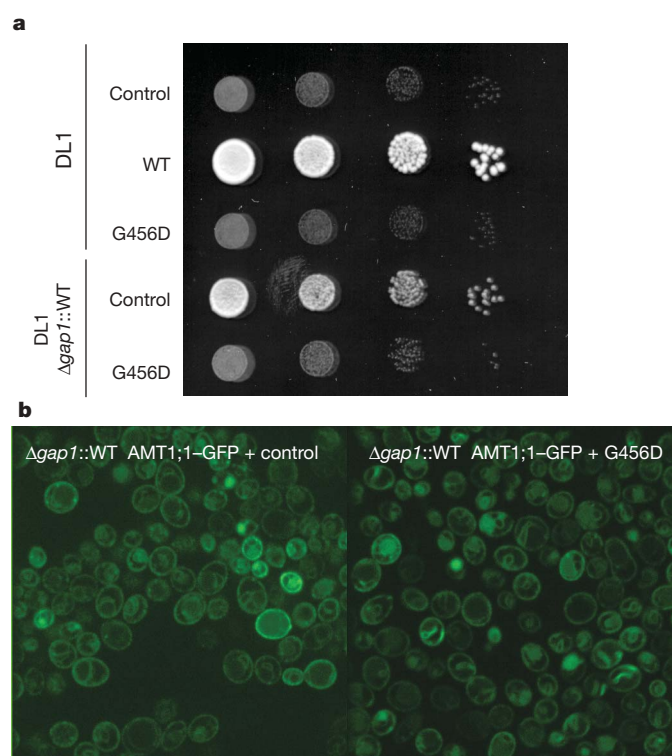 a
DL1
Control
WT
G456D
DL1
Δgap1::WT
Control
G456D
b
Δgap1::WT AMT1;1–GFP + control
Δgap1::WT AMT1;1–GFP + G456D